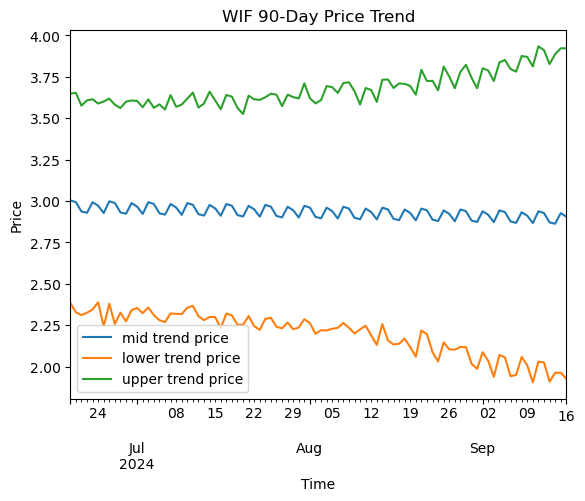 WIF 90-Day Price Trend
4.00
3.75
3.50
3.25
3.00
2.75
2.50
2.25
2.00
Price
mid trend price
lower trend price
upper trend price
24 08 15 22 29 05 12 19 26 02 09 16
Jul Aug Sep
2024
Time